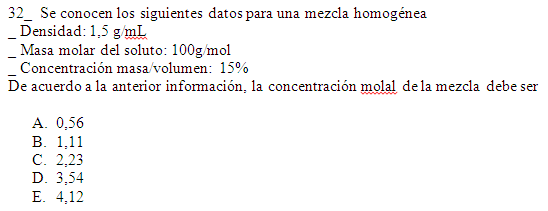 32_ Se conocen los siguientes datos para una mezcla homogénea
_ Densidad: 1,5 g/mL
_ Masa molar del soluto: 100g/mol
_ Concentración masa/volumen: 15%
De acuerdo a la anterior información, la concentración molal de la mezcla debe ser
A. 0,56
B. 1,11
C. 2,23
D. 3,54
E. 4,12